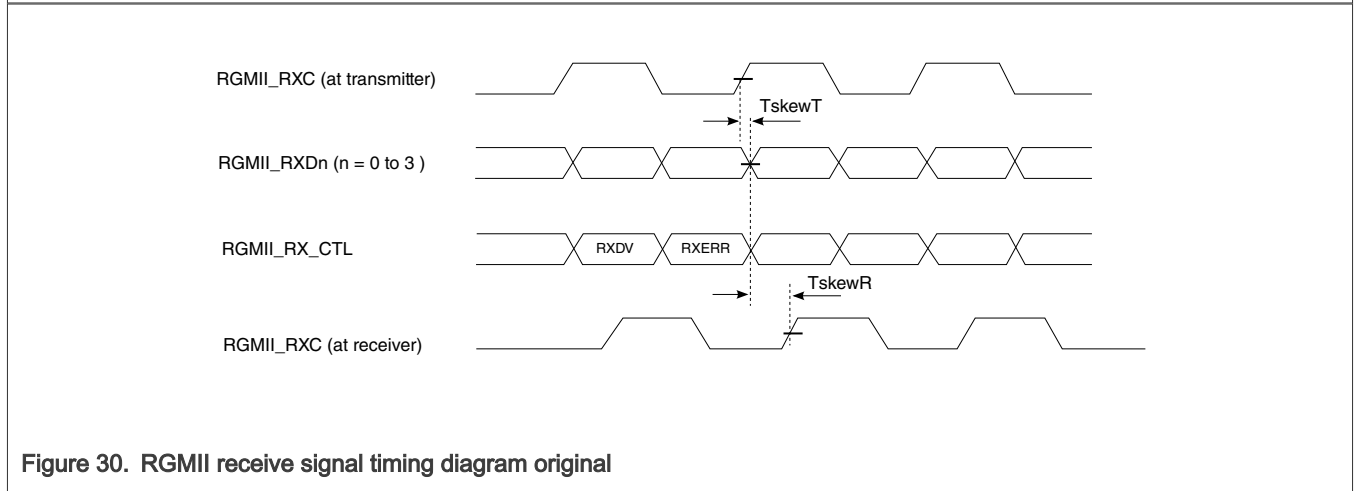 RGMII_RXC (at transmitter)
TskewT
RGMII_RXDn (n = 0 to 3 )
RGMII_RX_CTL
RXDV
RXERR
TskewR
RGMII_RXC (at receiver)
Figure 30. RGMII receive signal timing diagram original